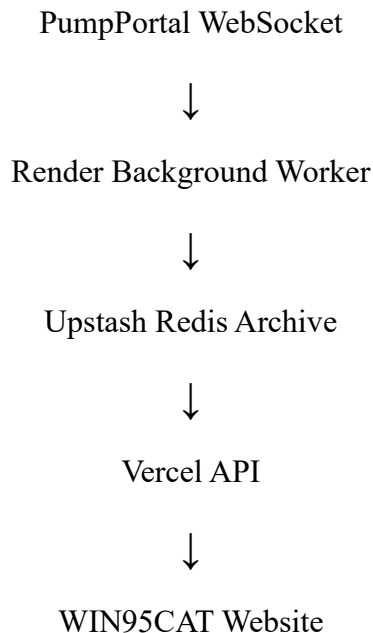 PumpPortal WebSocket
↓
Render Background Worker
↓
Upstash Redis Archive
↓
Vercel API
↓
WIN95CAT Website